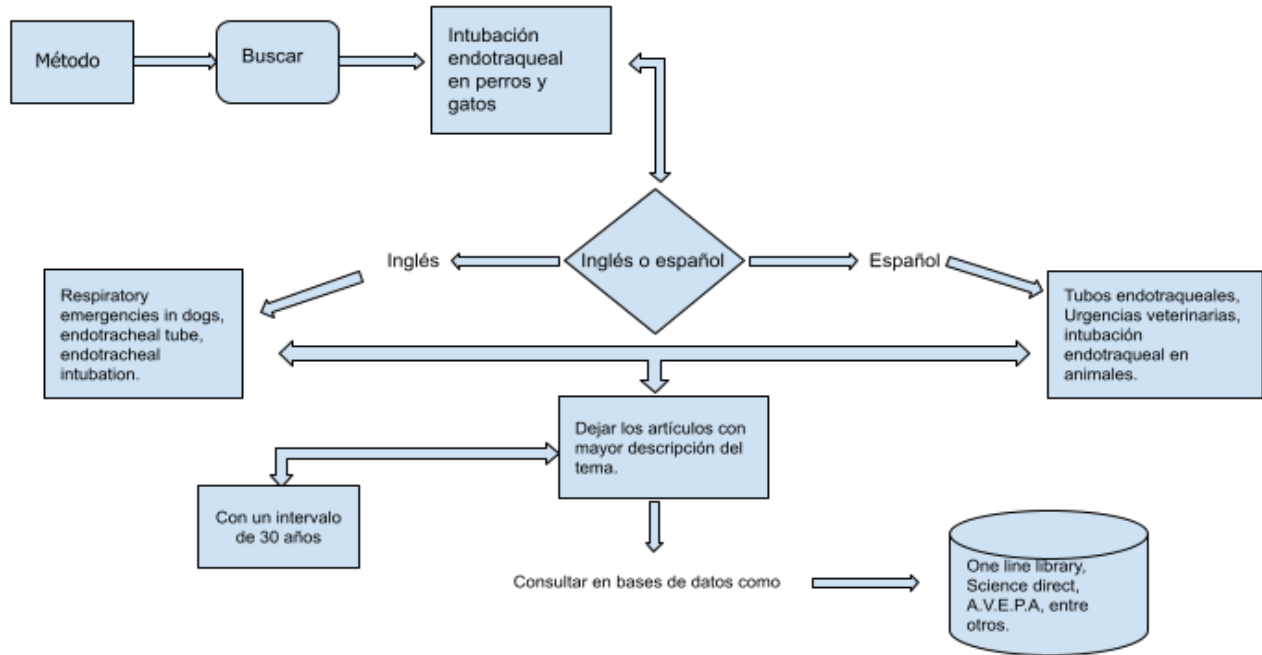 Método
Buscar
Intubación
endotraqueal
en perros y
gatos
Inglés
Inglés o español
Español
Respiratory
emergencies in dogs,
endotracheal tube,
endotracheal
intubation.
Tubos endotraqueales,
Urgencias veterinarias,
intubación
endotraqueal en
animales.
Dejar los artículos con
mayor descripción del
tema.
Con un intervalo
de 30 años
Consultar en bases de datos como
One line library,
Science direct,
A.V.E.P.A, entre
otros.